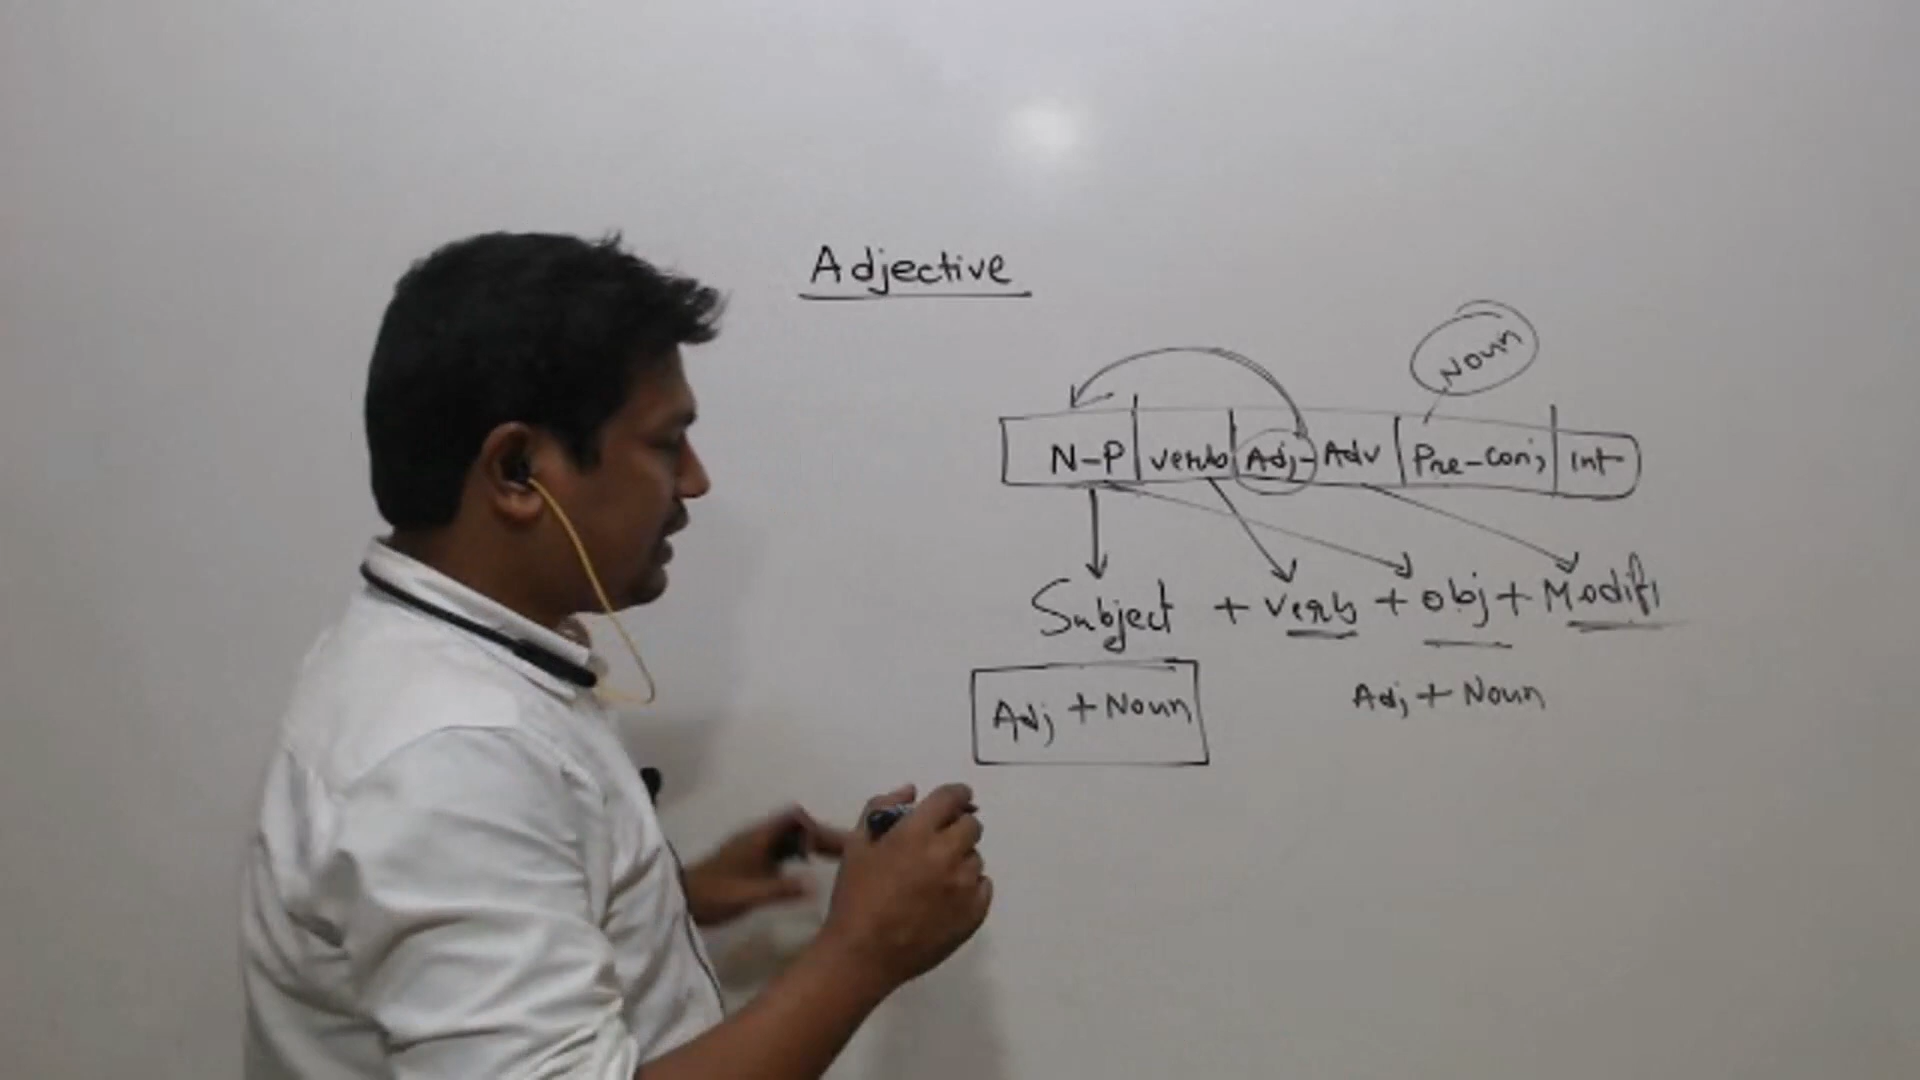 Adjective
Noun
N-P verb Adj- Adv Pre-conj Int
Subject + verb + obj + Modifi
Adj + Noun Adj + Noun